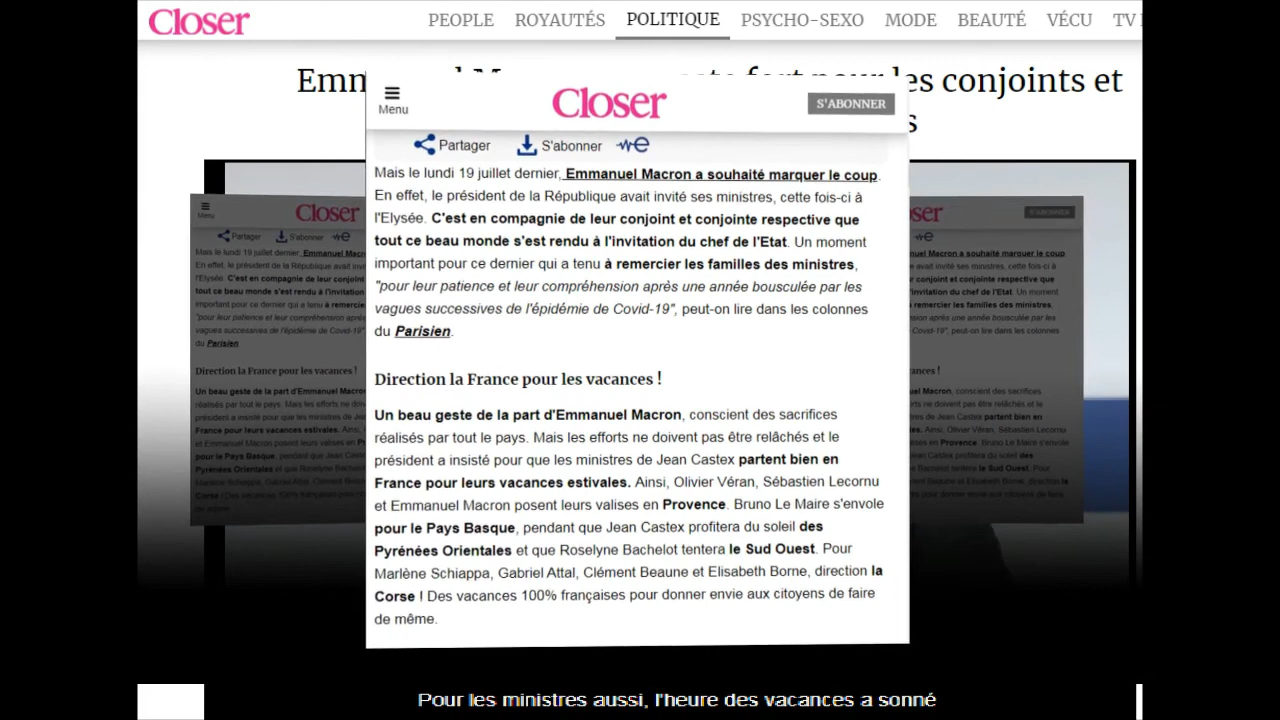 Closer
PEOPLE ROYAUTÉS POLITIQUE PSYCHO-SEXO MODE BEAUTÉ VÉCU TV
les conjoints et
Menu
Closer
S'ABONNER
Partager S'abonner
Mais le lundi 19 juillet dernier, Emmanuel Macron a souhaité marquer le coup.
En effet, le président de la République avait invité ses ministres, cette fois-ci à
l'Elysée. C'est en compagnie de leur conjoint et conjointe respective que
tout ce beau monde s'est rendu à l'invitation du chef de l'Etat. Un moment
important pour ce dernier qui a tenu à remercier les familles des ministres,
"pour leur patience et leur compréhension après une année bousculée par les
vagues successives de l'épidémie de Covid-19", peut-on lire dans les colonnes
du Parisien.
Direction la France pour les vacances !
Un beau geste de la part d'Emmanuel Macron, conscient des sacrifices
réalisés par tout le pays. Mais les efforts ne doivent pas être relâchés et le
président a insisté pour que les ministres de Jean Castex partent bien en
France pour leurs vacances estivales. Ainsi, Olivier Véran, Sébastien Lecornu
et Emmanuel Macron posent leurs valises en Provence. Bruno Le Maire s'envole
pour le Pays Basque, pendant que Jean Castex profitera du soleil des
Pyrénées Orientales et que Roselyne Bachelot tentera le Sud Ouest. Pour
Marlène Schiappa, Gabriel Attal, Clément Beaune et Elisabeth Borne, direction la
Corse ! Des vacances 100% françaises pour donner envie aux citoyens de faire
de même.
Pour les ministres aussi, l'heure des vacances a sonné